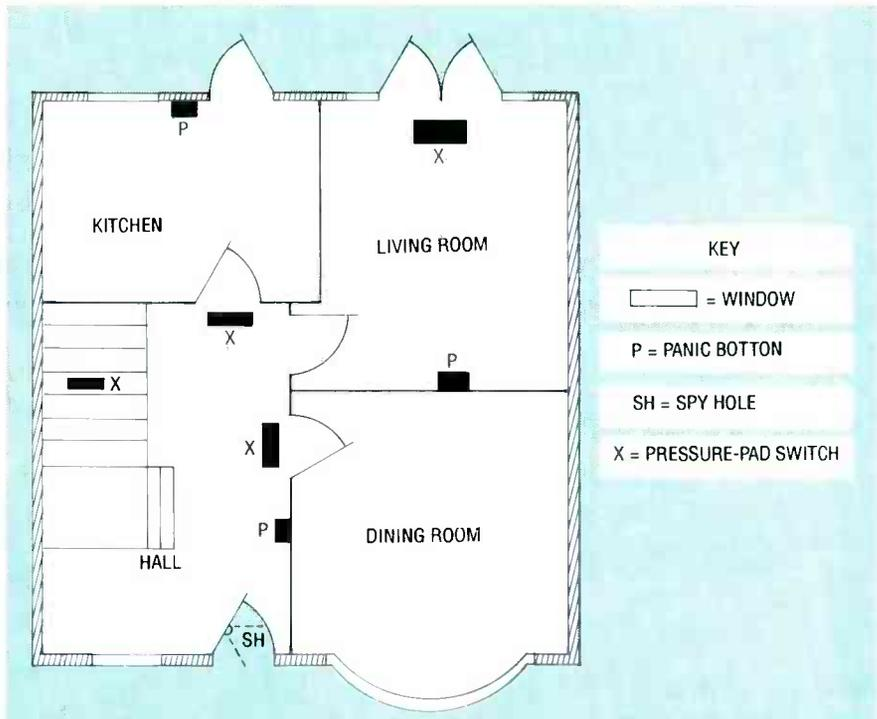 P
X
KITCHEN
LIVING ROOM
KEY
= WINDOW
X
P
P = PANIC BOTTON
X
SH = SPY HOLE
X
X = PRESSURE-PAD SWITCH
P
DINING ROOM
HALL
SH